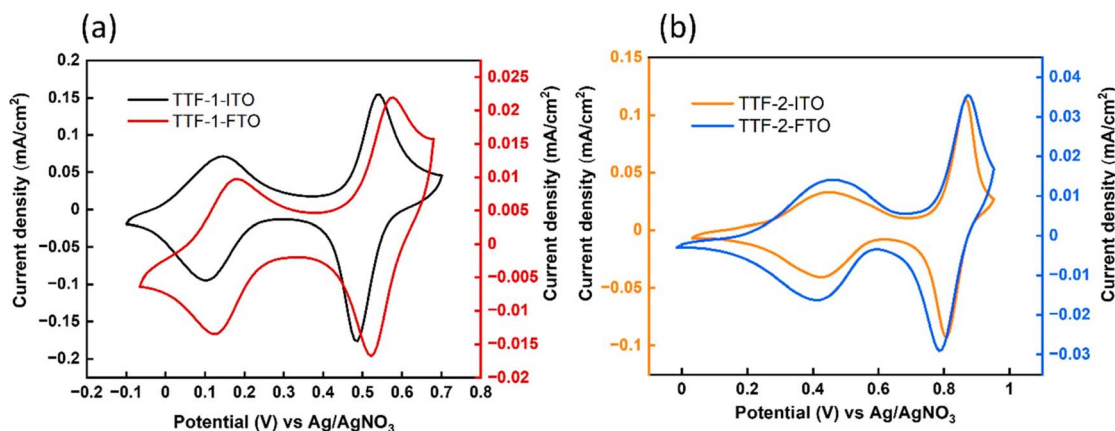 (a)
Current density (mA/cm²)
0.2
0.15
0.1
0.05
0
−0.05
−0.1
−0.15
−0.2
TTF-1-ITO
TTF-1-FTO
0.025
0.020
0.015
0.010
0.005
0.000
−0.005
−0.010
−0.015
−0.02
Current density (mA/cm²)
−0.2 −0.1 0 0.1 0.2 0.3 0.4 0.5 0.6 0.7 0.8
Potential (V) vs Ag/AgNO₃
(b)
Current density (mA/cm²)
0.15
0.10
0.05
0
−0.05
−0.1
TTF-2-ITO
TTF-2-FTO
0.04
0.03
0.02
0.01
0
−0.01
−0.02
−0.03
Current density (mA/cm²)
0 0.2 0.4 0.6 0.8 1
Potential (V) vs Ag/AgNO₃